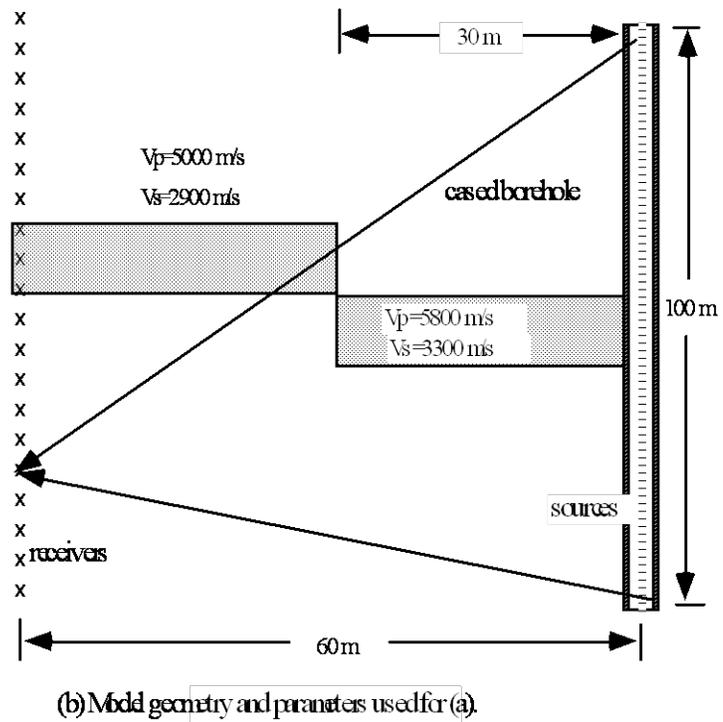 30 m
Vp=5000 m/s
Vs=2900 m/s
cased borehole
Vp=5800 m/s
Vs=3300 m/s
100 m
sources
receivers
60 m
(b) Model geometry and parameters used for (a).